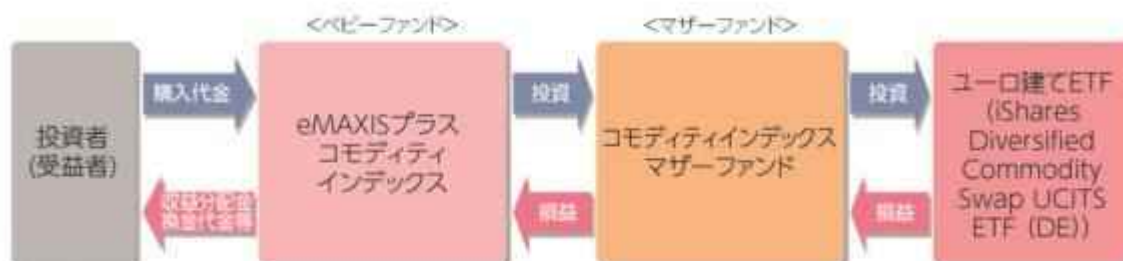 <ベビーファンド>
<マザーファンド>
投資者
(受益者)
購入代金
収益分配金
換金代金等
eMAXISプラス
コモディティ
インデックス
投資
損益
コモディティインデックス
マザーファンド
投資
損益
ユーロ建てETF
(iShares
Diversified
Commodity
Swap UCITS
ETF (DE))